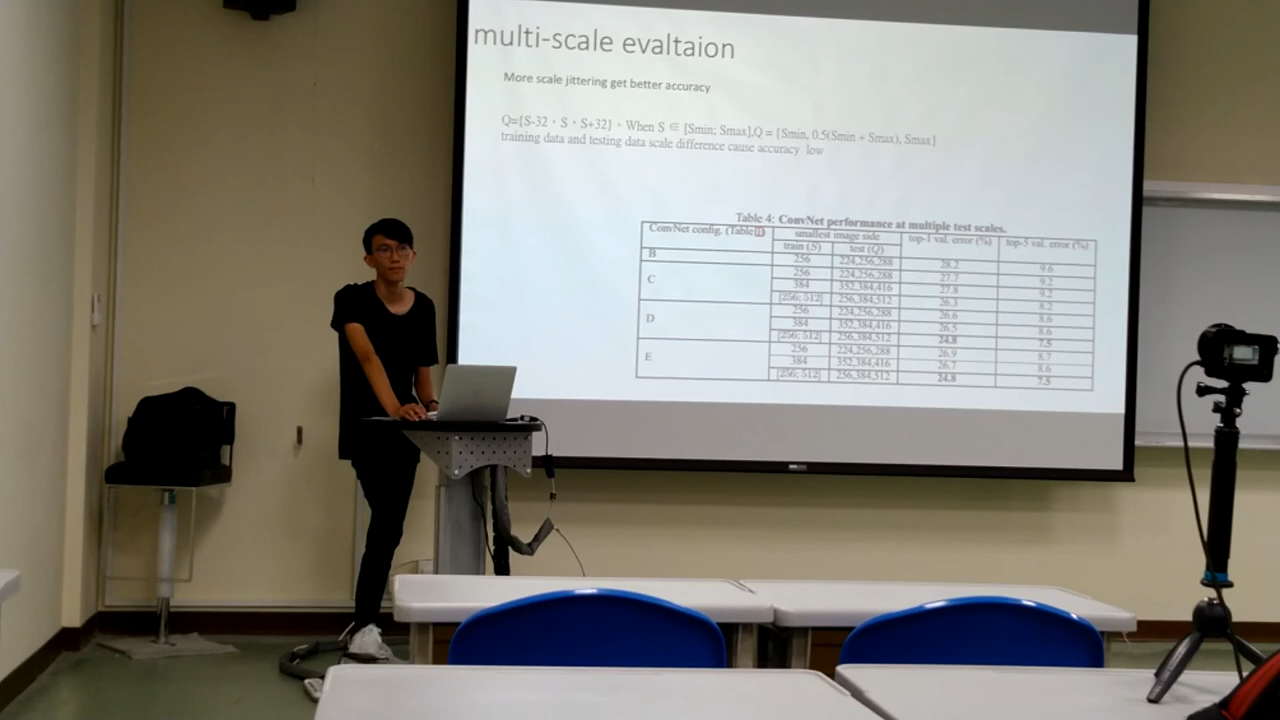 multi-scale evaltaion
More scale jittering get better accuracy
Q={S-32，S，S+32}，When S ∈ [Smin; Smax],Q = {Smin, 0.5(Smin + Smax), Smax}
training data and testing data scale difference cause accuracy low
Table 4: ConvNet performance at multiple test scales.
ConvNet config. (Table 1) smallest image side top-1 val. error (%) top-5 val. error (%)
train (S) test (Q)
B 256 224,256,288 28.2 9.6
C 256 224,256,288 27.7 9.2
384 352,384,416 27.8 9.2
[256; 512] 256,384,512 26.3 8.2
D 256 224,256,288 26.6 8.6
384 352,384,416 26.5 8.6
[256; 512] 256,384,512 24.8 7.5
E 256 224,256,288 26.9 8.7
384 352,384,416 26.7 8.6
[256; 512] 256,384,512 24.8 7.5